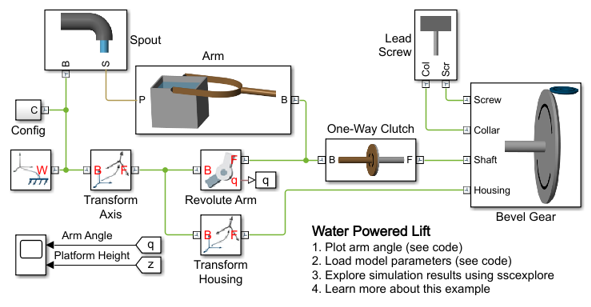 Spout
B
S
Arm
P
B
Lead
Screw
Col
Scr
Screw
Collar
Shaft
Housing
Bevel Gear
C
Config
One-Way Clutch
B
F
W
B
F
Transform
Axis
B
F
q
Revolute Arm
q
B
F
Transform
Housing
Arm Angle
q
Platform Height
z
Water Powered Lift
1. Plot arm angle (see code)
2. Load model parameters (see code)
3. Explore simulation results using sscexplore
4. Learn more about this example